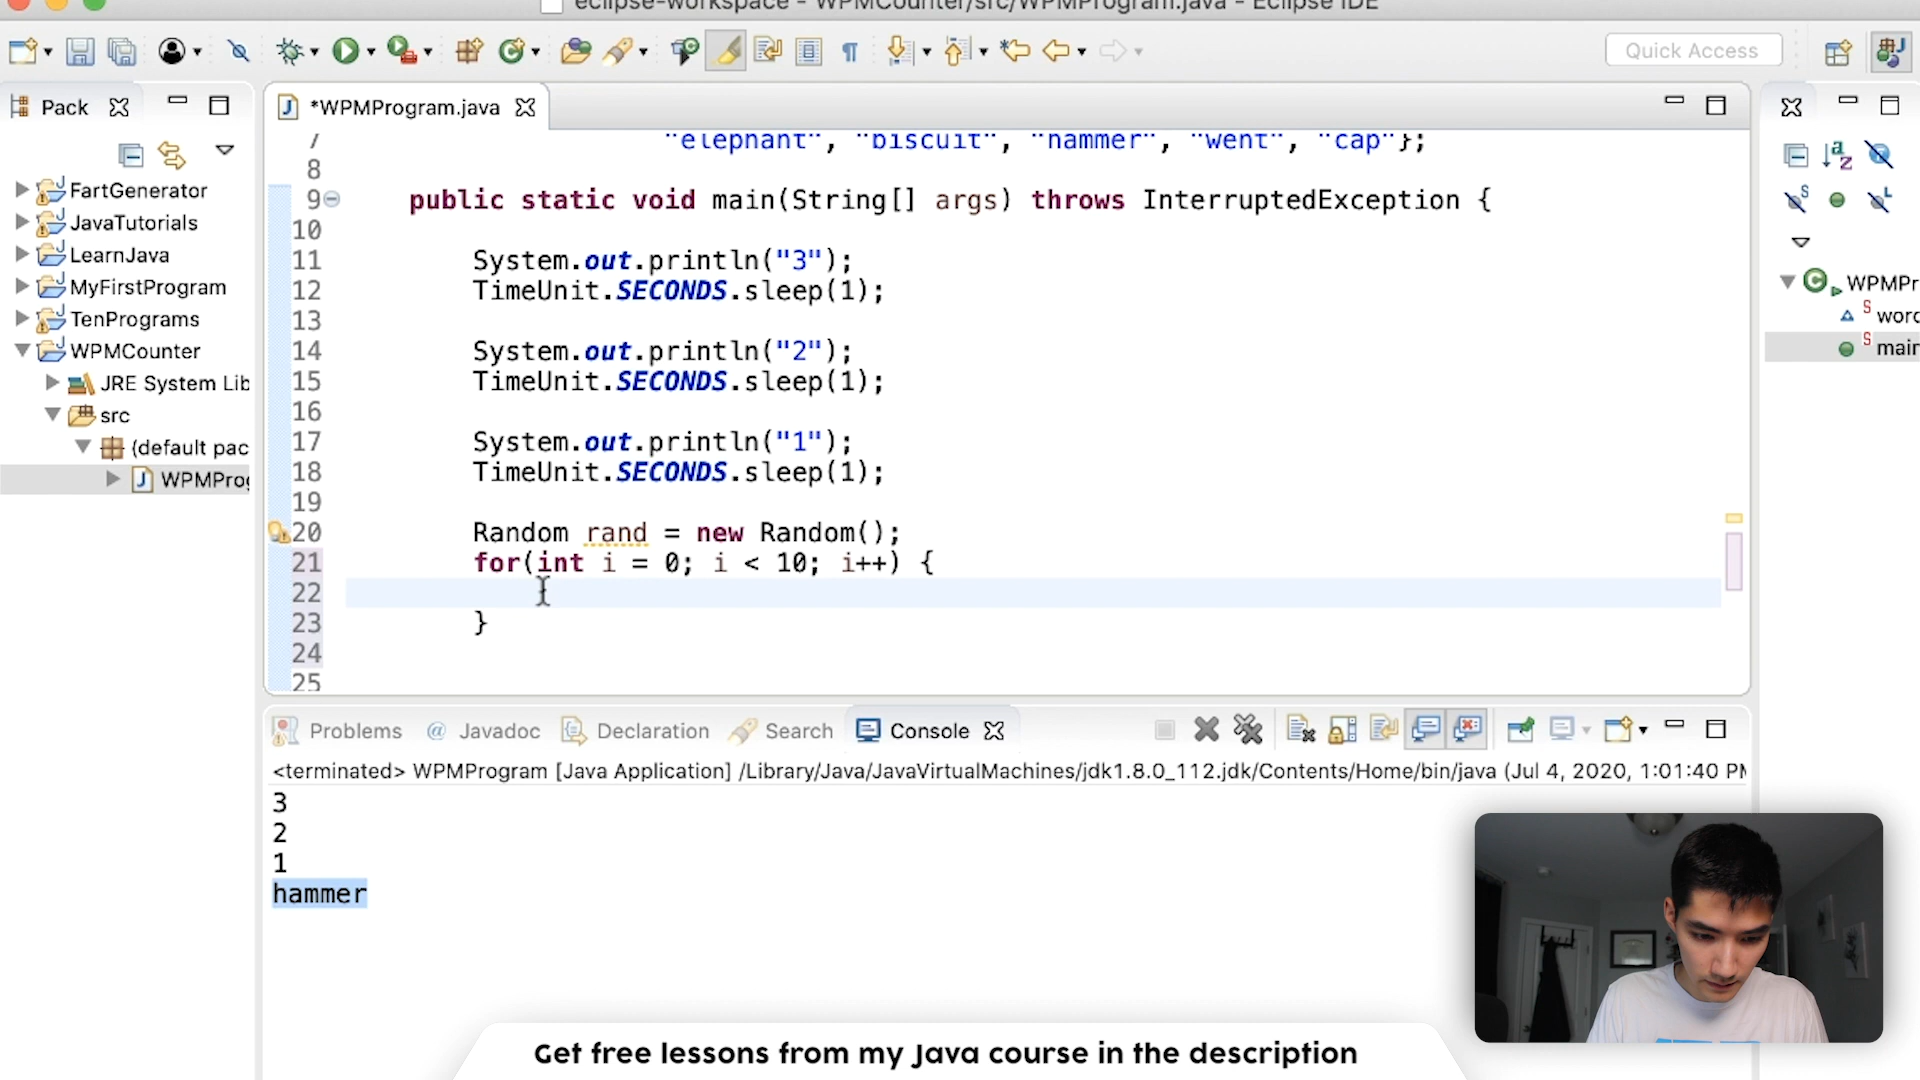 eclipse-workspace - WPMCounter/src/WPMProgram.java - Eclipse IDE
Quick Access
Pack
*WPMProgram.java
FartGenerator
JavaTutorials
LearnJava
MyFirstProgram
TenPrograms
WPMCounter
JRE System Lib
src
(default pac
WPMProg
7 "elephant", "biscuit", "hammer", "went", "cap"};
8
9 public static void main(String[] args) throws InterruptedException {
10
11 System.out.println("3");
12 TimeUnit.SECONDS.sleep(1);
13
14 System.out.println("2");
15 TimeUnit.SECONDS.sleep(1);
16
17 System.out.println("1");
18 TimeUnit.SECONDS.sleep(1);
19
20 Random rand = new Random();
21 for(int i = 0; i < 10; i++) {
22
23 }
24
25
WPMPr
word
main
Problems @ Javadoc Declaration Search Console
<terminated> WPMProgram [Java Application] /Library/Java/JavaVirtualMachines/jdk1.8.0_112.jdk/Contents/Home/bin/java (Jul 4, 2020, 1:01:40 PM
3
2
1
hammer
Get free lessons from my Java course in the description